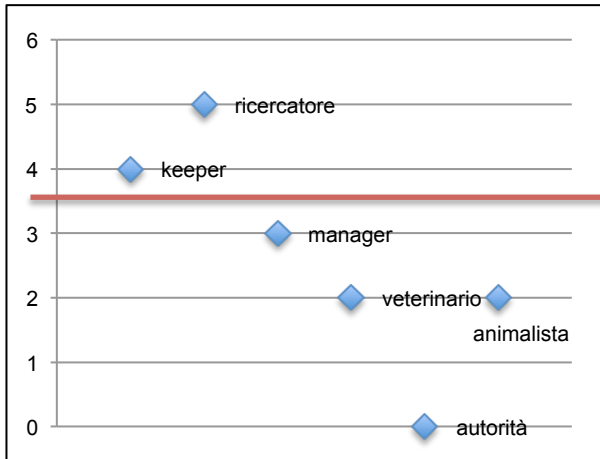 6
5
ricercatore
4
keeper
3
manager
2
veterinario
animalista
1
0
autorità